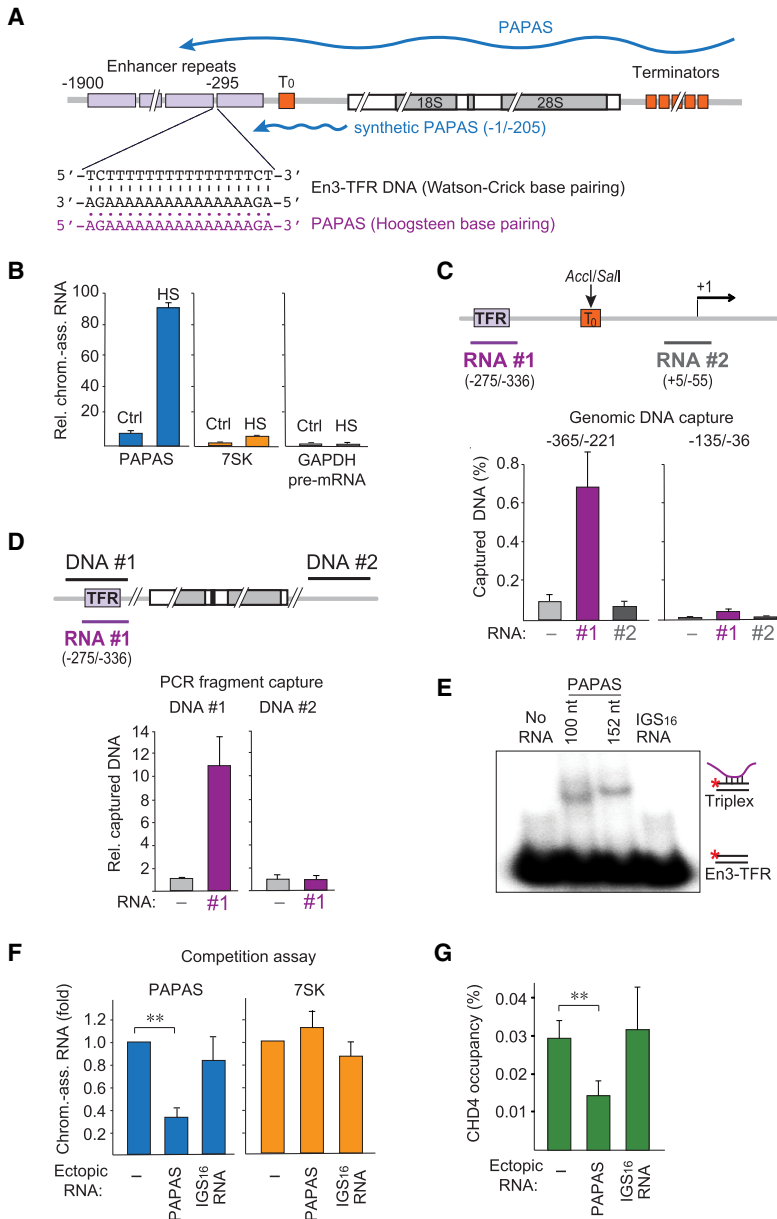 A
PAPAS
Enhancer repeats
-1900
-295
T0
18S
28S
Terminators
synthetic PAPAS (-1/-205)
5'-TCTTTTTTTTTTTTTTTTTCT-3'
3'-AGAAAAAAAAAAAAAAAAAGA-5'
En3-TFR DNA (Watson-Crick base pairing)
5'-AGAAAAAAAAAAAAAAAAAGA-3'
PAPAS (Hoogsteen base pairing)
B
Rel. chrom.-ass. RNA
100
80
60
40
20
Ctrl
HS
Ctrl HS
Ctrl HS
PAPAS
7SK
GAPDH
pre-mRNA
C
AccI/SalI
+1
TFR
T0
RNA #1
(-275/-336)
RNA #2
(+5/-55)
Genomic DNA capture
-365/-221
-135/-36
Captured DNA (%)
0.8
0.6
0.4
0.2
RNA: – #1 #2 – #1 #2
D
DNA #1
DNA #2
TFR
RNA #1
(-275/-336)
PCR fragment capture
DNA #1 DNA #2
Rel. captured DNA
14
12
10
8
6
4
2
1
RNA: – #1 – #1
E
PAPAS
No
RNA
100 nt
152 nt
IGS16
RNA
*
Triplex
*
En3-TFR
F
Competition assay
PAPAS
7SK
Chrom.-ass. RNA (fold)
1.2
1.0
0.8
0.6
0.4
0.2
**
Ectopic
RNA:
–
PAPAS
IGS16
RNA
–
PAPAS
IGS16
RNA
G
CHD4 occupancy (%)
0.04
0.03
0.02
0.01
**
Ectopic
RNA:
–
PAPAS
IGS16
RNA